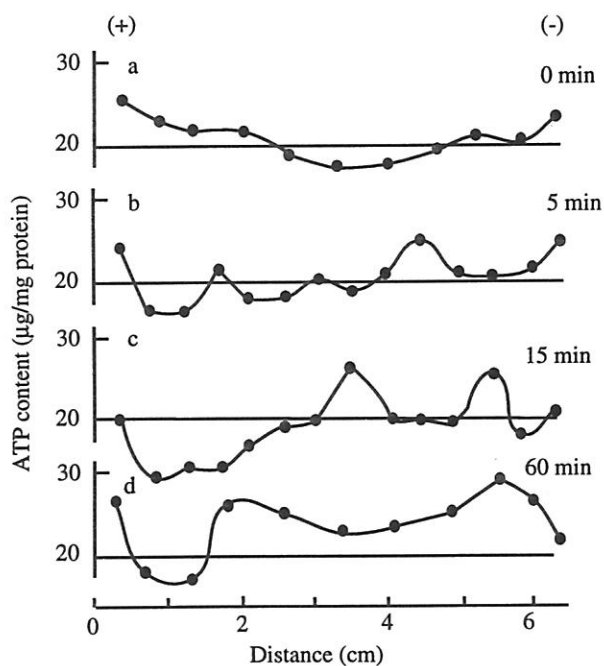 (+) (-)
30 a 0 min
20
30 b 5 min
20
30 c 15 min
20
30 d 60 min
20
ATP content (µg/mg protein)
0 2 4 6
Distance (cm)